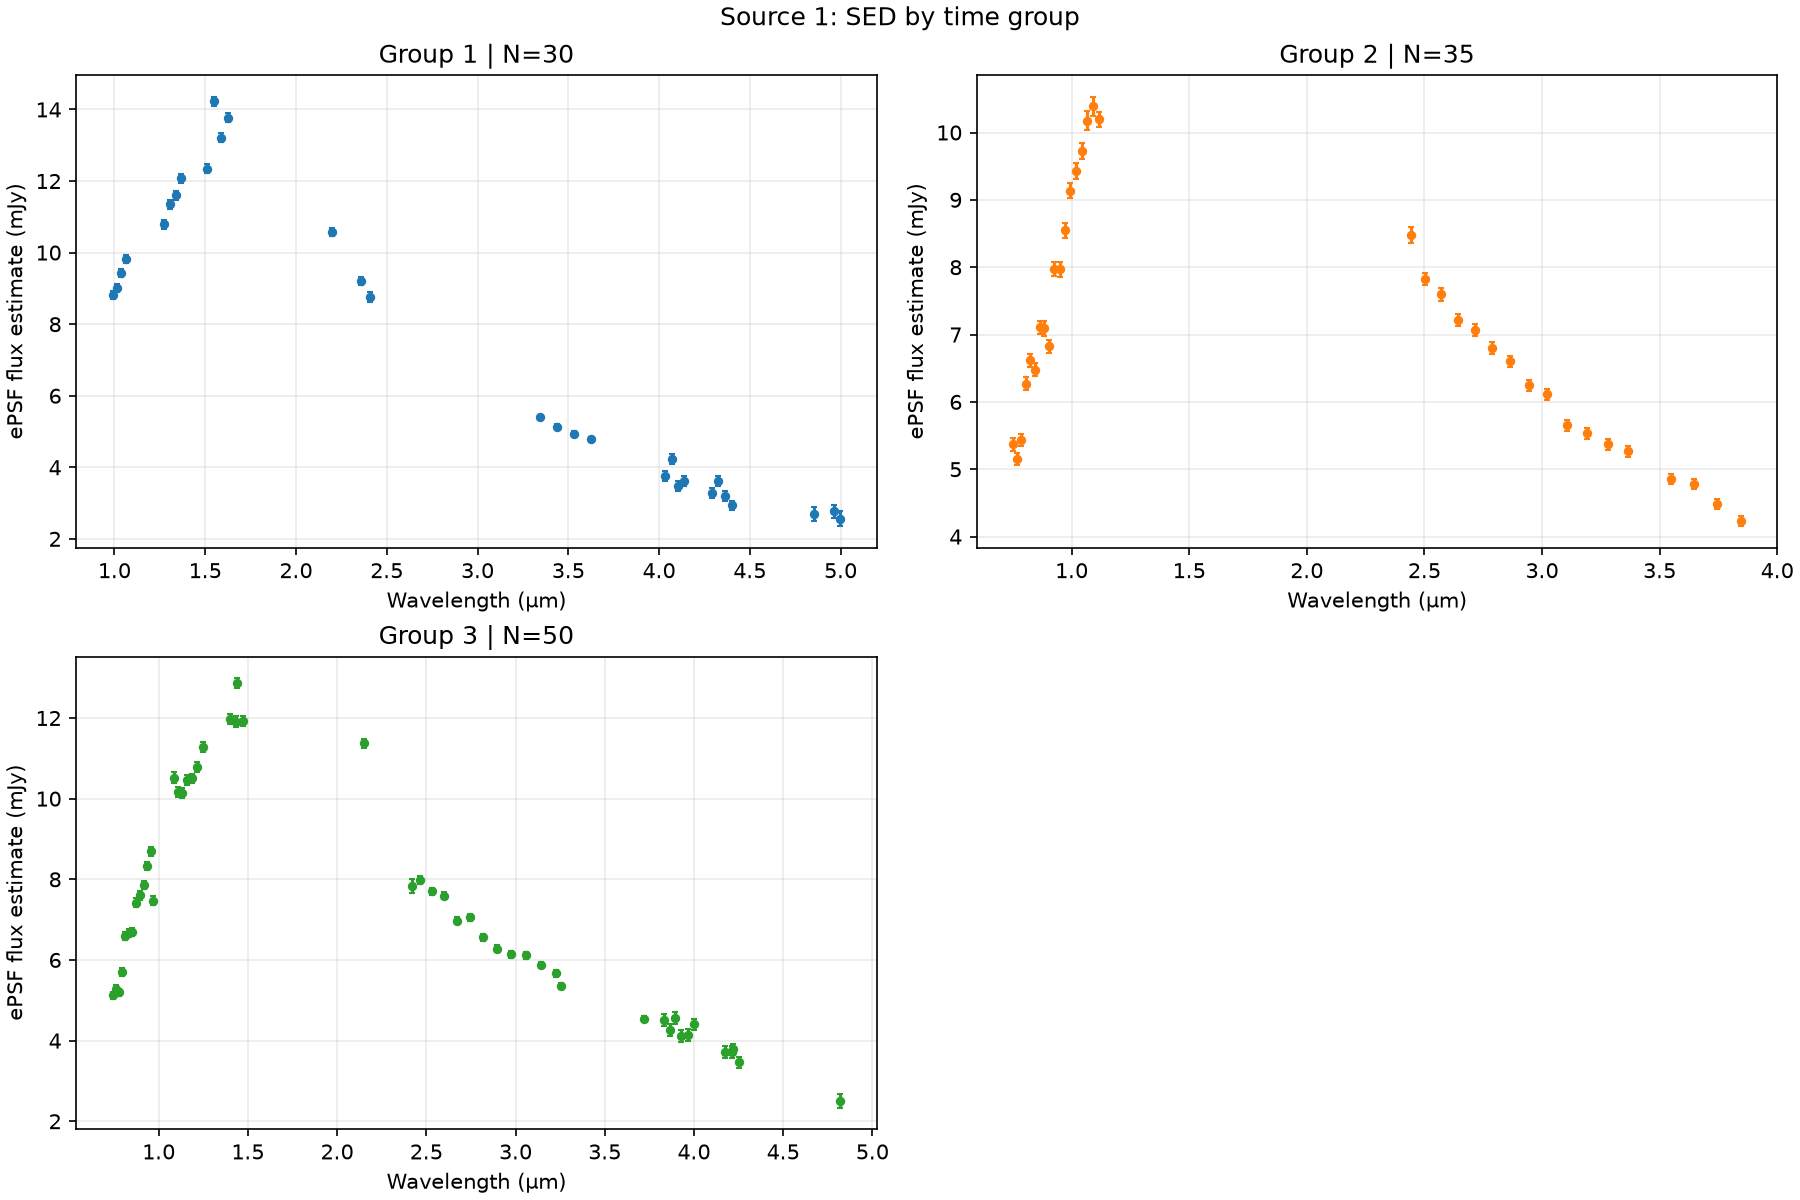 Source 1: SED by time group
Group 1 | N=30
ePSF flux estimate (mJy)
14
12
10
8
6
4
2
1.0 1.5 2.0 2.5 3.0 3.5 4.0 4.5 5.0
Wavelength (μm)
Group 2 | N=35
ePSF flux estimate (mJy)
10
9
8
7
6
5
4
1.0 1.5 2.0 2.5 3.0 3.5 4.0
Wavelength (μm)
Group 3 | N=50
ePSF flux estimate (mJy)
12
10
8
6
4
2
1.0 1.5 2.0 2.5 3.0 3.5 4.0 4.5 5.0
Wavelength (μm)